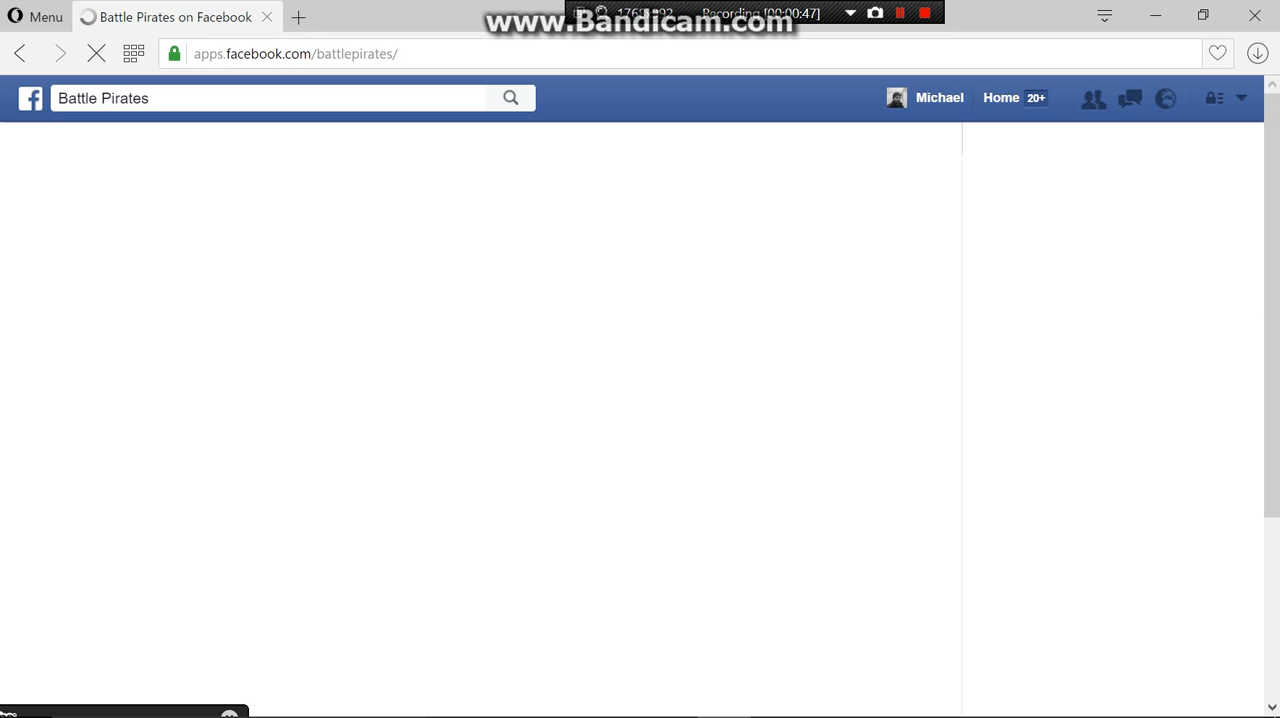 Menu
Battle Pirates on Facebook
Recording [00:00:47]
www.Bandicam.com
apps.facebook.com/battlepirates/
f
Battle Pirates
Michael
Home 20+